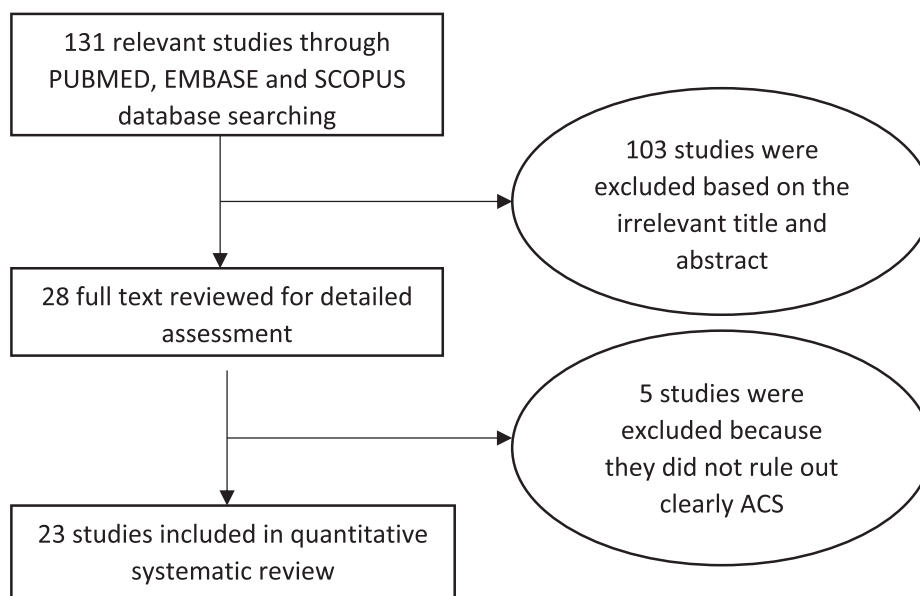 131 relevant studies through
PUBMED, EMBASE and SCOPUS
database searching
103 studies were
excluded based on the
irrelevant title and
abstract
28 full text reviewed for detailed
assessment
5 studies were
excluded because
they did not rule out
clearly ACS
23 studies included in quantitative
systematic review